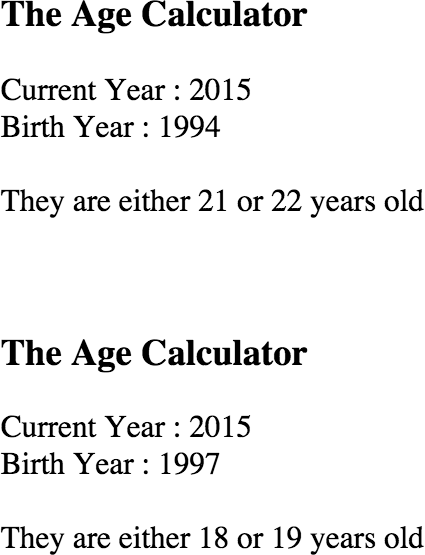 The Age Calculator
Current Year : 2015
Birth Year : 1994
They are either 21 or 22 years old
The Age Calculator
Current Year : 2015
Birth Year : 1997
They are either 18 or 19 years old